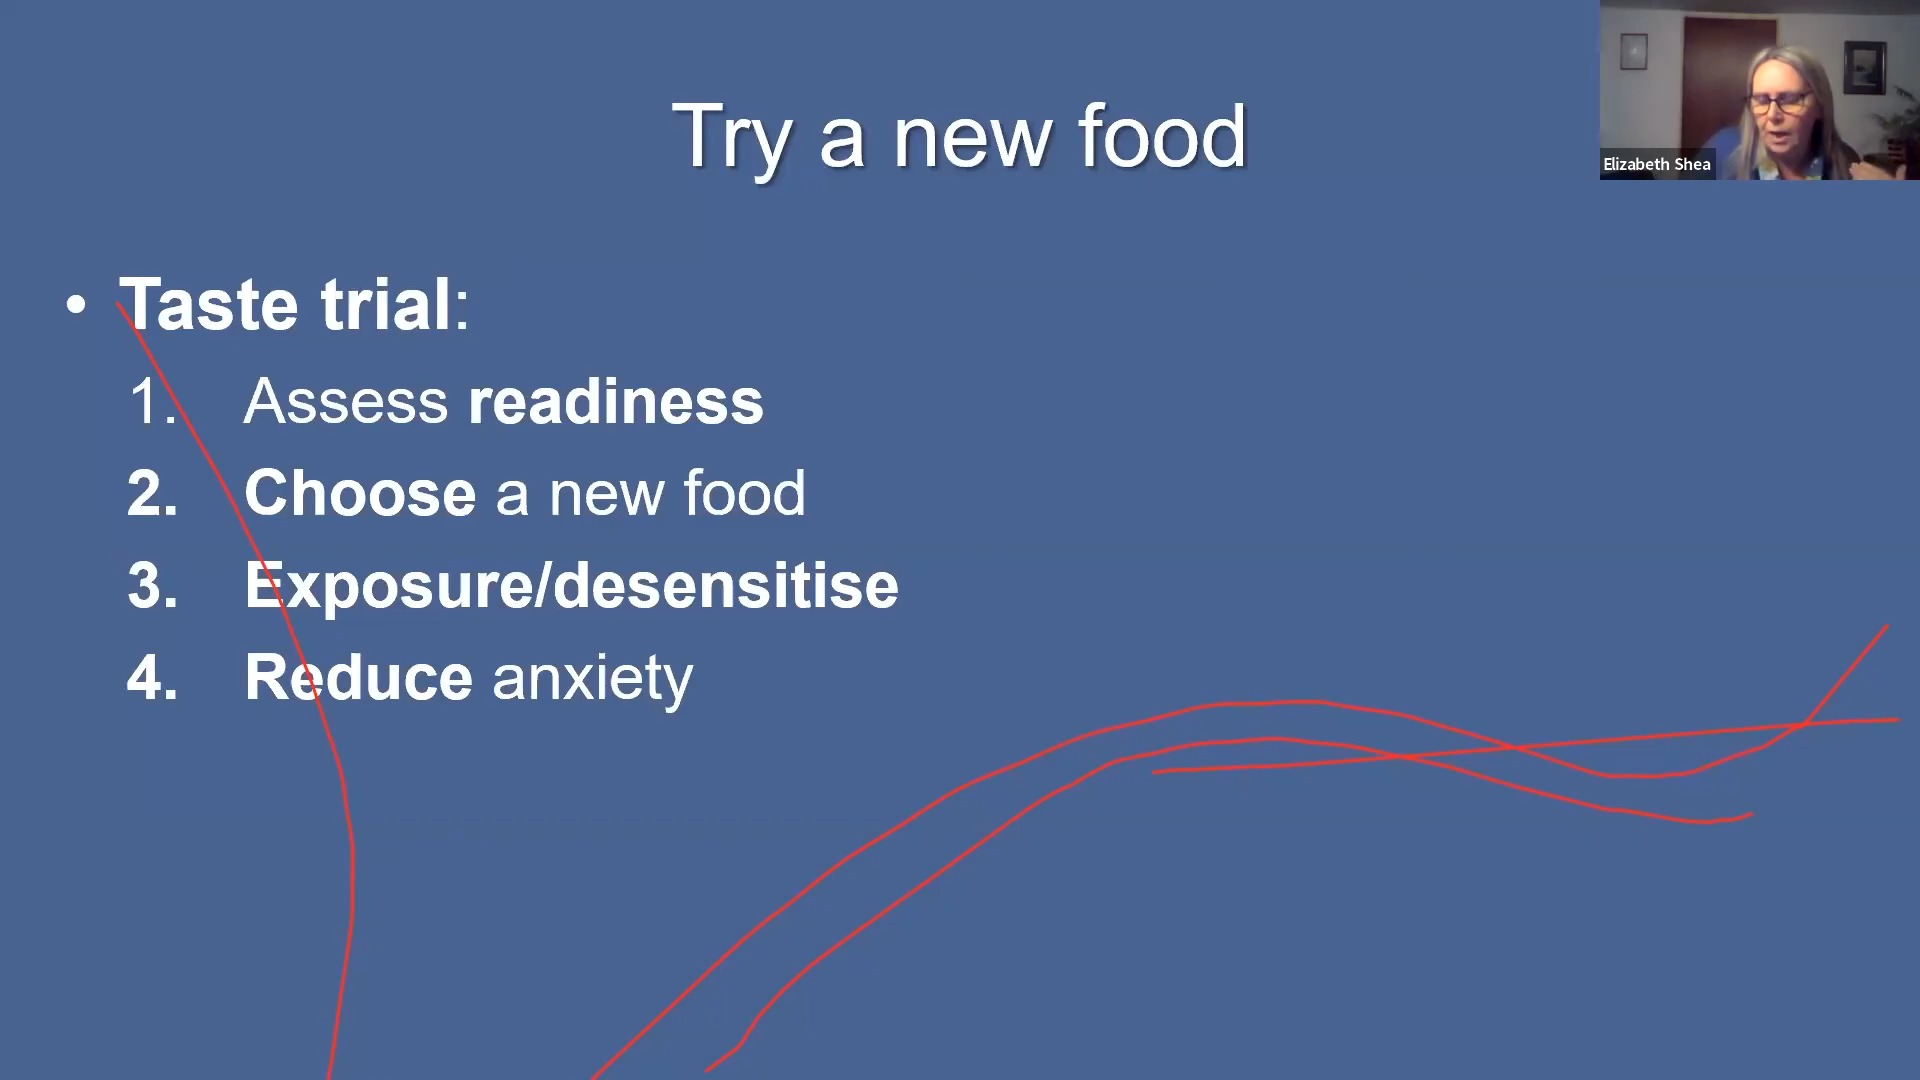 Try a new food
Elizabeth Shea
• Taste trial:
1. Assess readiness
2. Choose a new food
3. Exposure/desensitise
4. Reduce anxiety